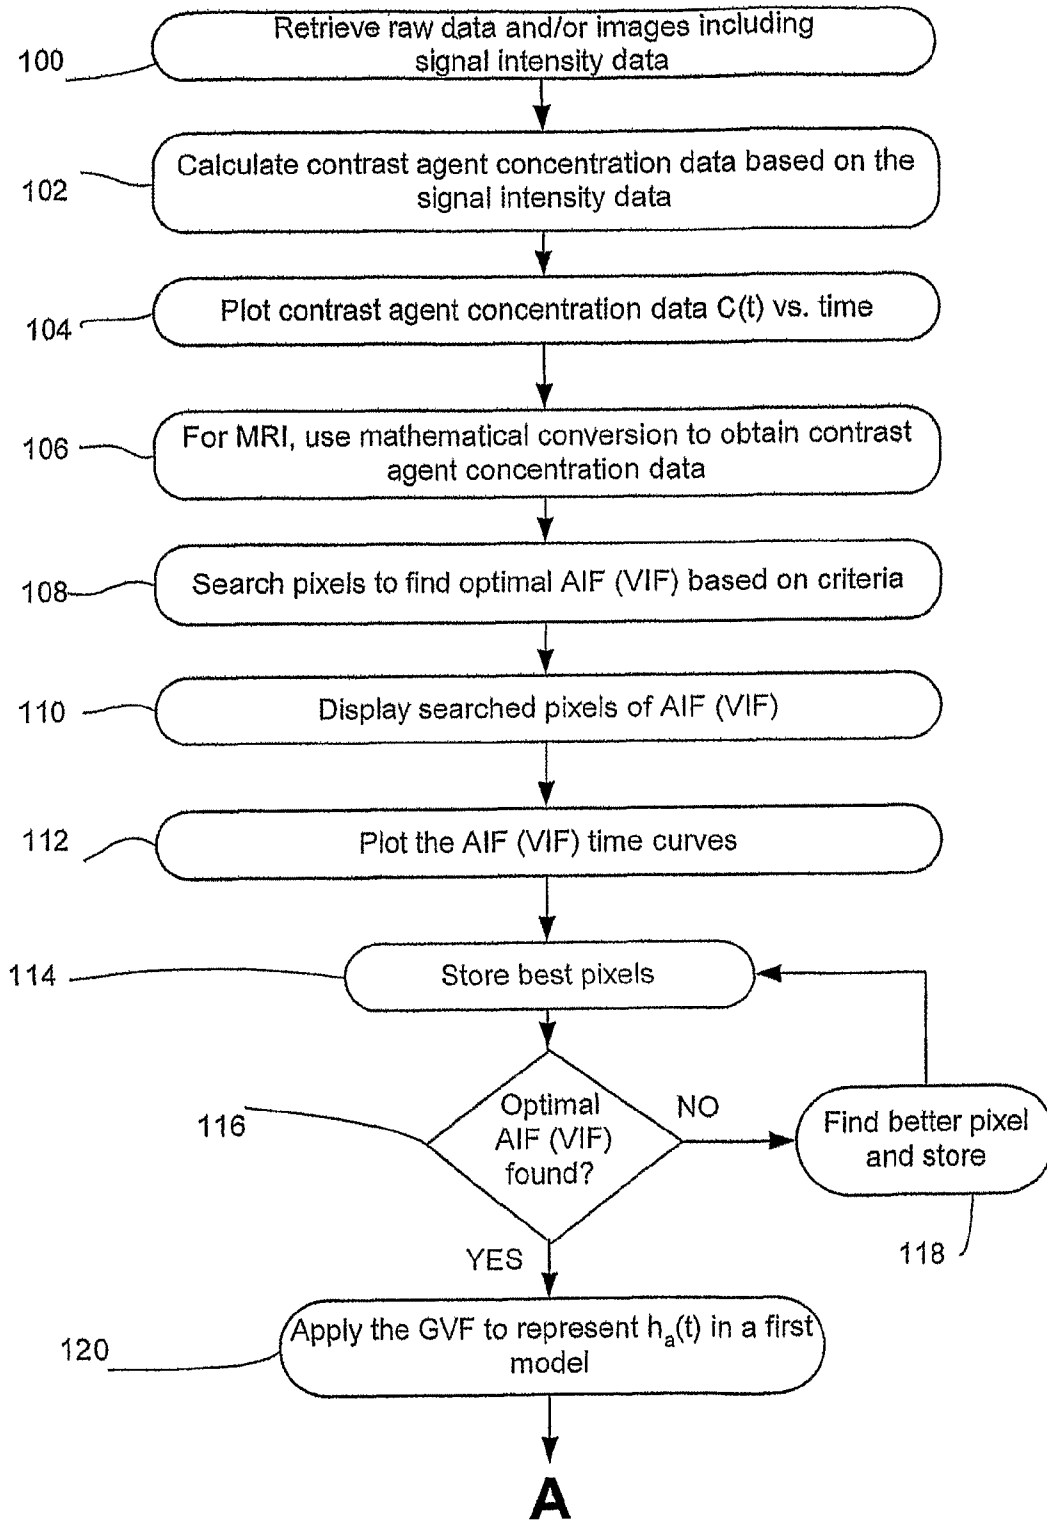 Retrieve raw data and/or images including
signal intensity data
100
Calculate contrast agent concentration data based on the
signal intensity data
102
Plot contrast agent concentration data C(t) vs. time
104
For MRI, use mathematical conversion to obtain contrast
agent concentration data
106
Search pixels to find optimal AIF (VIF) based on criteria
108
Display searched pixels of AIF (VIF)
110
Plot the AIF (VIF) time curves
112
Store best pixels
114
Optimal
AIF (VIF)
found?
116
NO
Find better pixel
and store
118
YES
Apply the GVF to represent hₐ(t) in a first
model
120
A